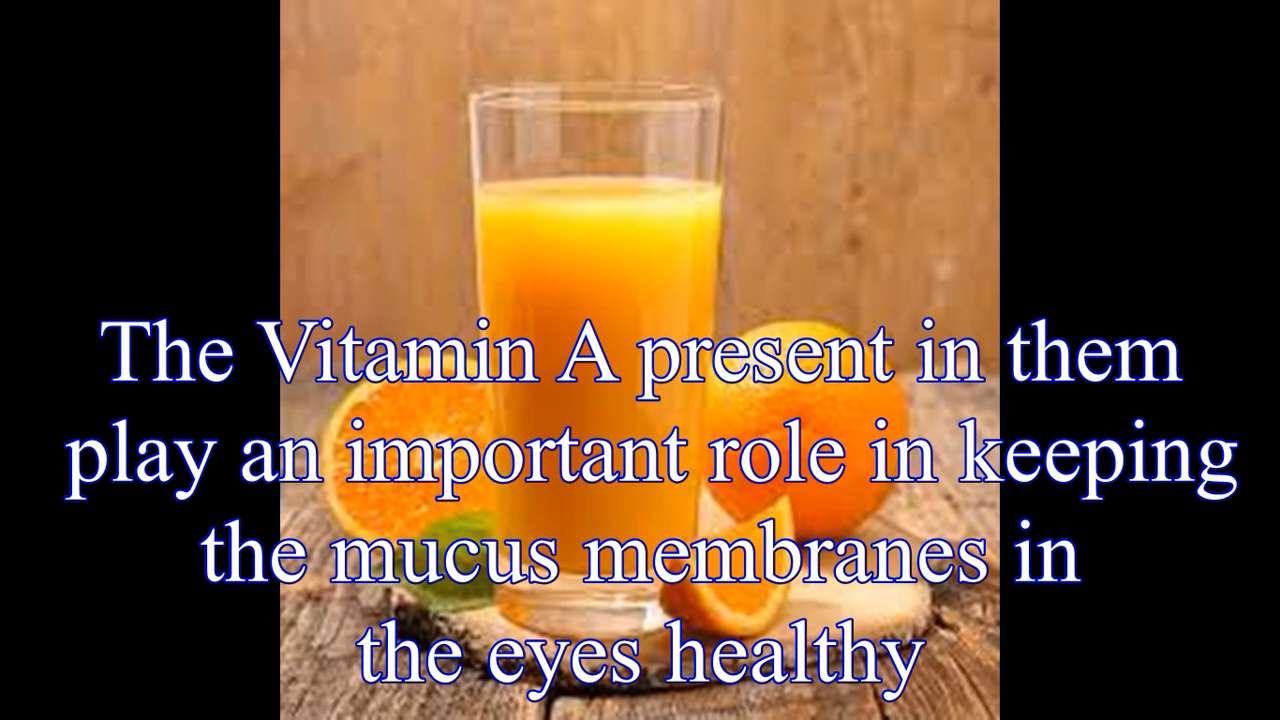 The Vitamin A present in them
play an important role in keeping
the mucus membranes in
the eyes healthy